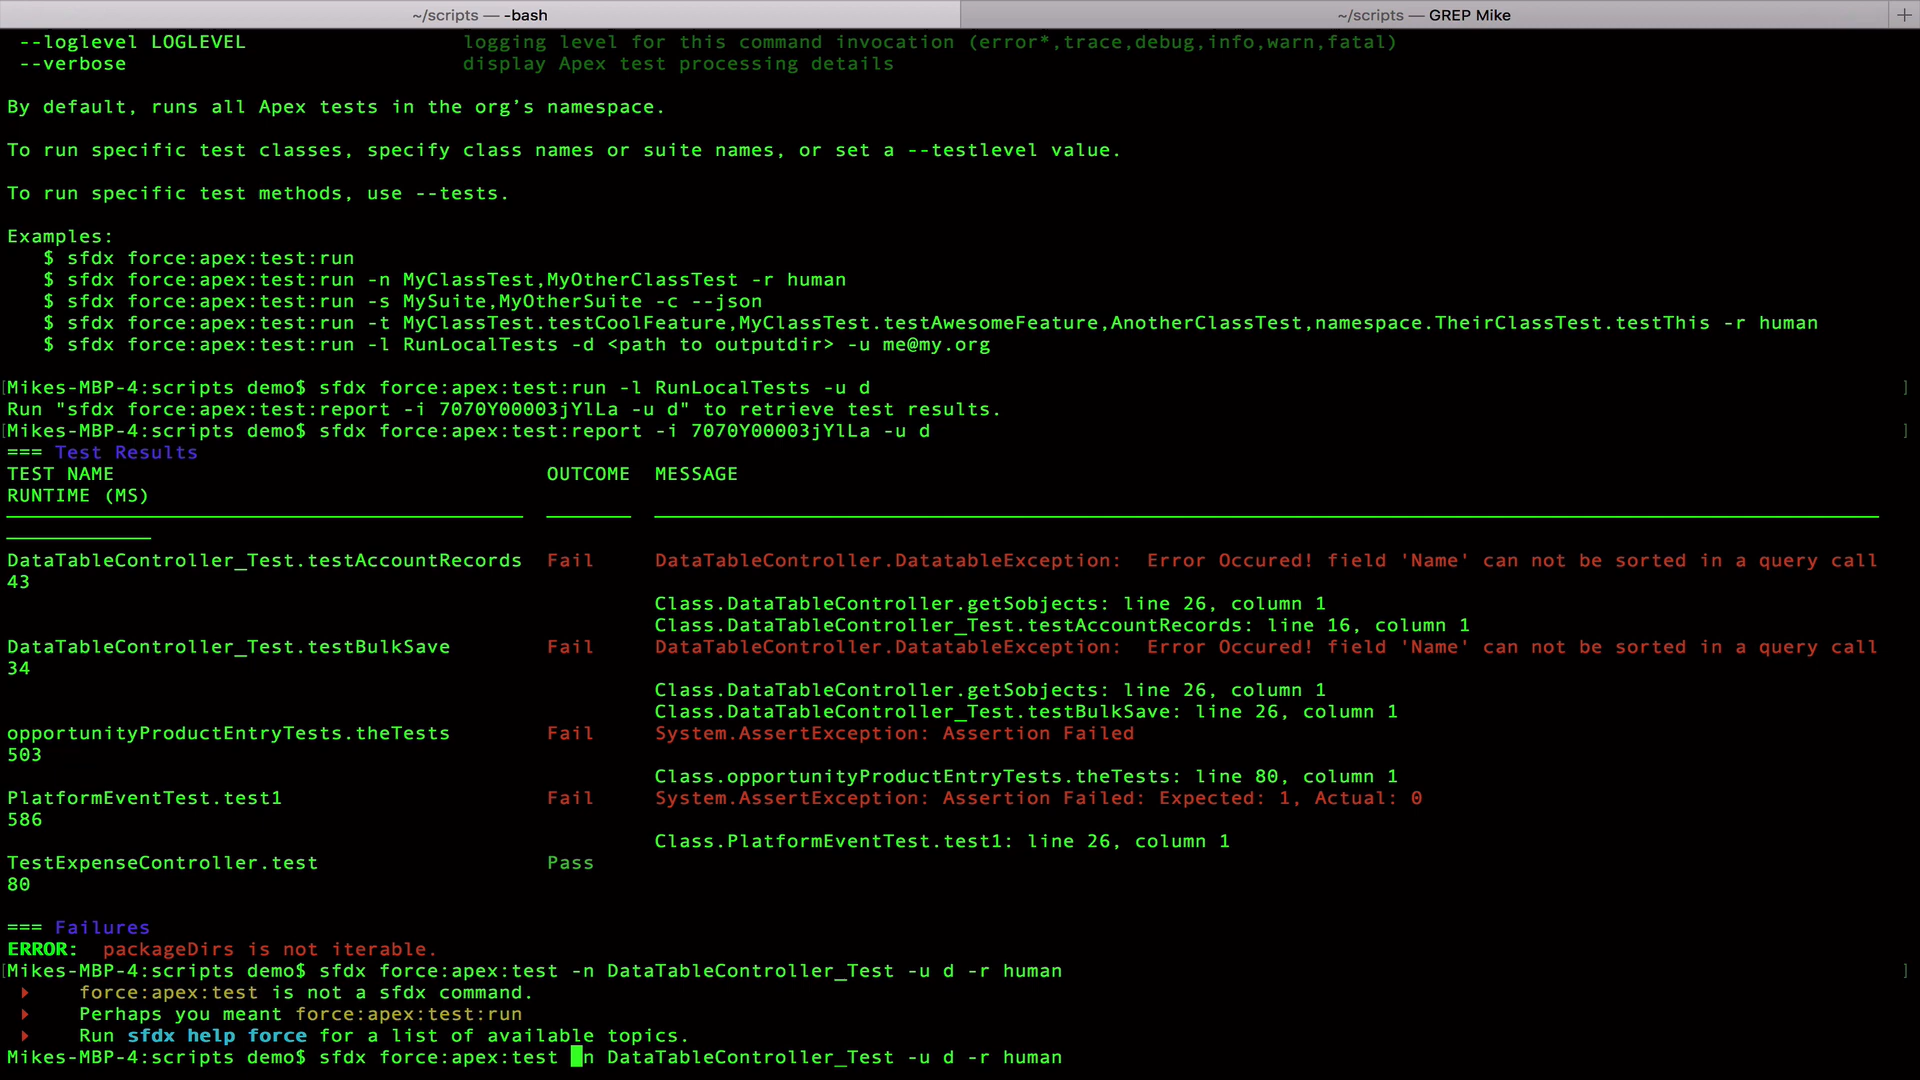 ~/scripts — -bash
~/scripts — GREP Mike
--loglevel LOGLEVEL logging level for this command invocation (error*,trace,debug,info,warn,fatal)
--verbose display Apex test processing details
By default, runs all Apex tests in the org’s namespace.
To run specific test classes, specify class names or suite names, or set a --testlevel value.
To run specific test methods, use --tests.
Examples:
$ sfdx force:apex:test:run
$ sfdx force:apex:test:run -n MyClassTest,MyOtherClassTest -r human
$ sfdx force:apex:test:run -s MySuite,MyOtherSuite -c --json
$ sfdx force:apex:test:run -t MyClassTest.testCoolFeature,MyClassTest.testAwesomeFeature,AnotherClassTest,namespace.TheirClassTest.testThis -r human
$ sfdx force:apex:test:run -l RunLocalTests -d <path to outputdir> -u me@my.org
[Mikes-MBP-4:scripts demo$ sfdx force:apex:test:run -l RunLocalTests -u d ]
Run "sfdx force:apex:test:report -i 7070Y00003jYlLa -u d" to retrieve test results.
[Mikes-MBP-4:scripts demo$ sfdx force:apex:test:report -i 7070Y00003jYlLa -u d ]
=== Test Results
TEST NAME OUTCOME MESSAGE
RUNTIME (MS)
DataTableController_Test.testAccountRecords Fail DataTableController.DatatableException: Error Occured! field 'Name' can not be sorted in a query call
43
Class.DataTableController.getSobjects: line 26, column 1
Class.DataTableController_Test.testAccountRecords: line 16, column 1
DataTableController_Test.testBulkSave Fail DataTableController.DatatableException: Error Occured! field 'Name' can not be sorted in a query call
34
Class.DataTableController.getSobjects: line 26, column 1
Class.DataTableController_Test.testBulkSave: line 26, column 1
opportunityProductEntryTests.theTests Fail System.AssertException: Assertion Failed
503
Class.opportunityProductEntryTests.theTests: line 80, column 1
PlatformEventTest.test1 Fail System.AssertException: Assertion Failed: Expected: 1, Actual: 0
586
Class.PlatformEventTest.test1: line 26, column 1
TestExpenseController.test Pass
80
=== Failures
ERROR: packageDirs is not iterable.
[Mikes-MBP-4:scripts demo$ sfdx force:apex:test -n DataTableController_Test -u d -r human ]
force:apex:test is not a sfdx command.
Perhaps you meant force:apex:test:run
Run sfdx help force for a list of available topics.
Mikes-MBP-4:scripts demo$ sfdx force:apex:test n DataTableController_Test -u d -r human